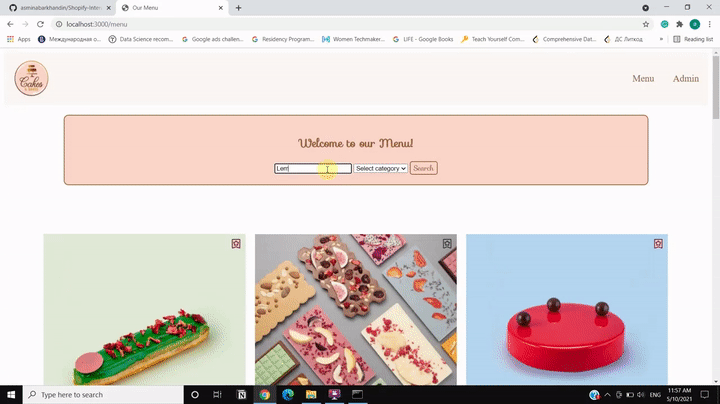 asminabarkhandin/Shopify-Inter
Our Menu
localhost:3000/menu
Apps
Международная о...
Data Science recom...
Google ads challen...
Residency Program...
Women Techmaker...
LIFE - Google Books
Teach Yourself Com...
Comprehensive Dat...
ДС Литкод
Reading list
Cakes
Menu
Admin
Welcome to our Menu!
Lem
Select category
Search
Type here to search
ENG
11:57 AM
5/10/2021